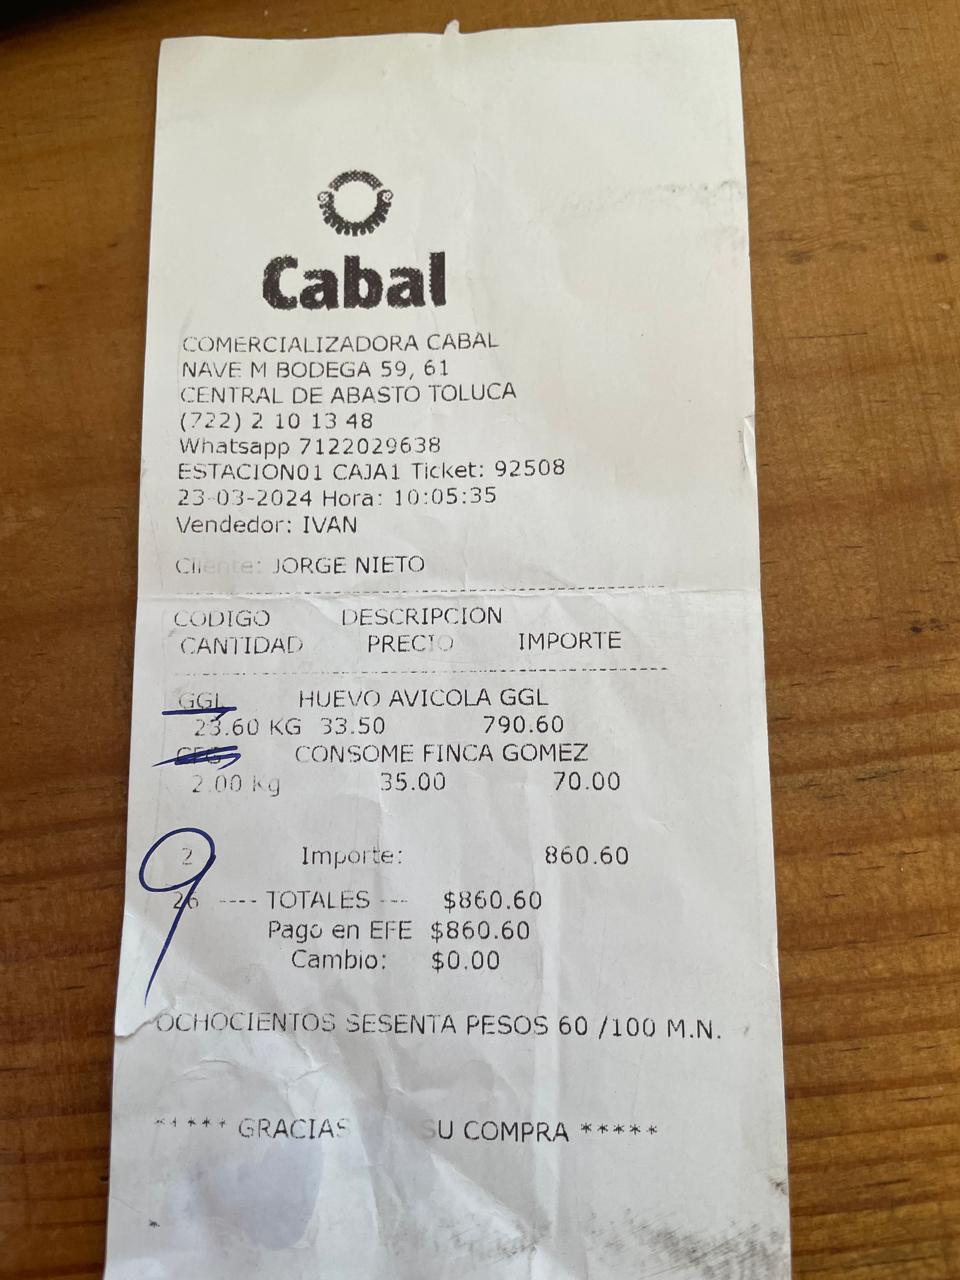 Cabal
COMERCIALIZADORA CABAL
NAVE M BODEGA 59, 61
CENTRAL DE ABASTO TOLUCA
(722) 2 10 13 48
Whatsapp 7122029638
ESTACION01 CAJA1 Ticket: 92508
23-03-2024 Hora: 10:05:35
Vendedor: IVAN
Cliente: JORGE NIETO
CODIGO DESCRIPCION
CANTIDAD PRECIO IMPORTE
GGL HUEVO AVICOLA GGL
23.60 KG 33.50 790.60
CONSOME FINCA GOMEZ
2.00 Kg 35.00 70.00
9
2 Importe: 860.60
26 ---- TOTALES --- $860.60
Pago en EFE $860.60
Cambio: $0.00
OCHOCIENTOS SESENTA PESOS 60 /100 M.N.
***** GRACIAS SU COMPRA *****